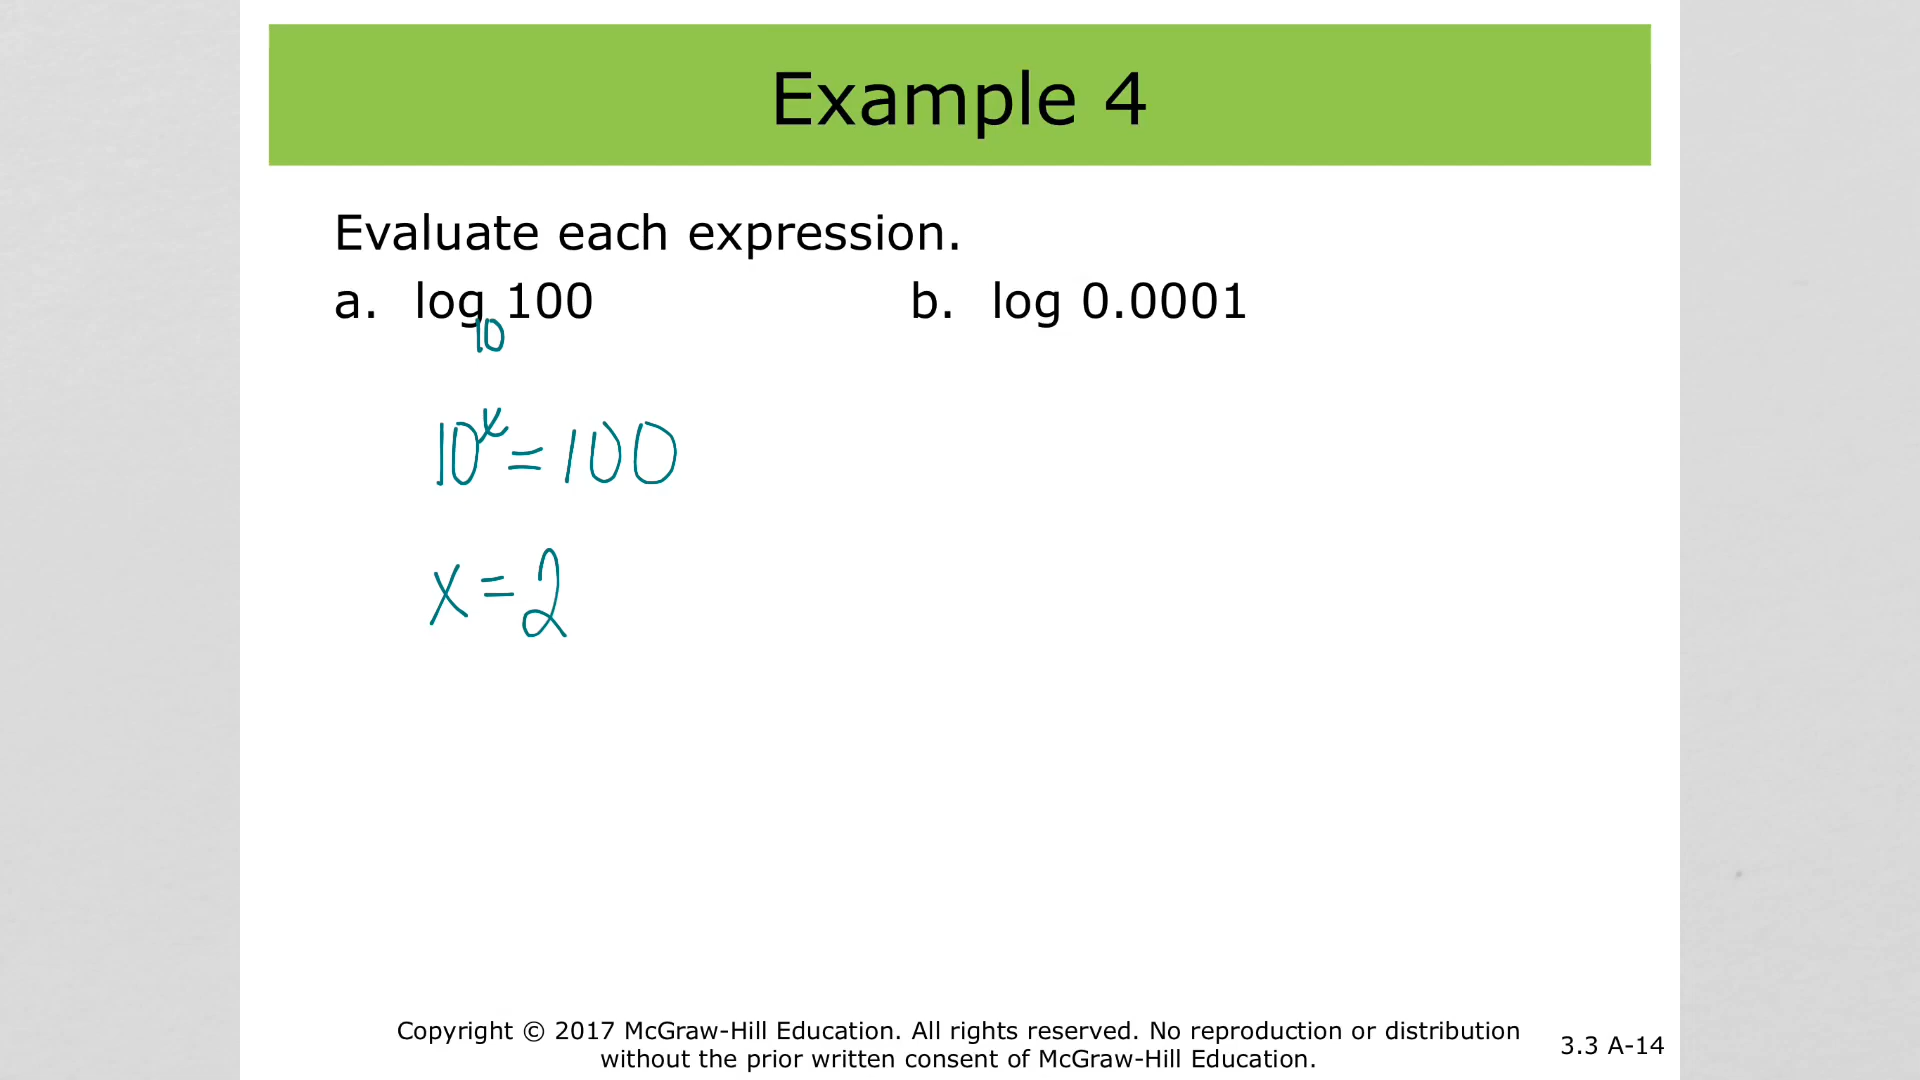 Example 4
Evaluate each expression.
a. log 100 b. log 0.0001
10
10ˣ = 100
x = 2
Copyright © 2017 McGraw-Hill Education. All rights reserved. No reproduction or distribution
without the prior written consent of McGraw-Hill Education.
3.3 A-14